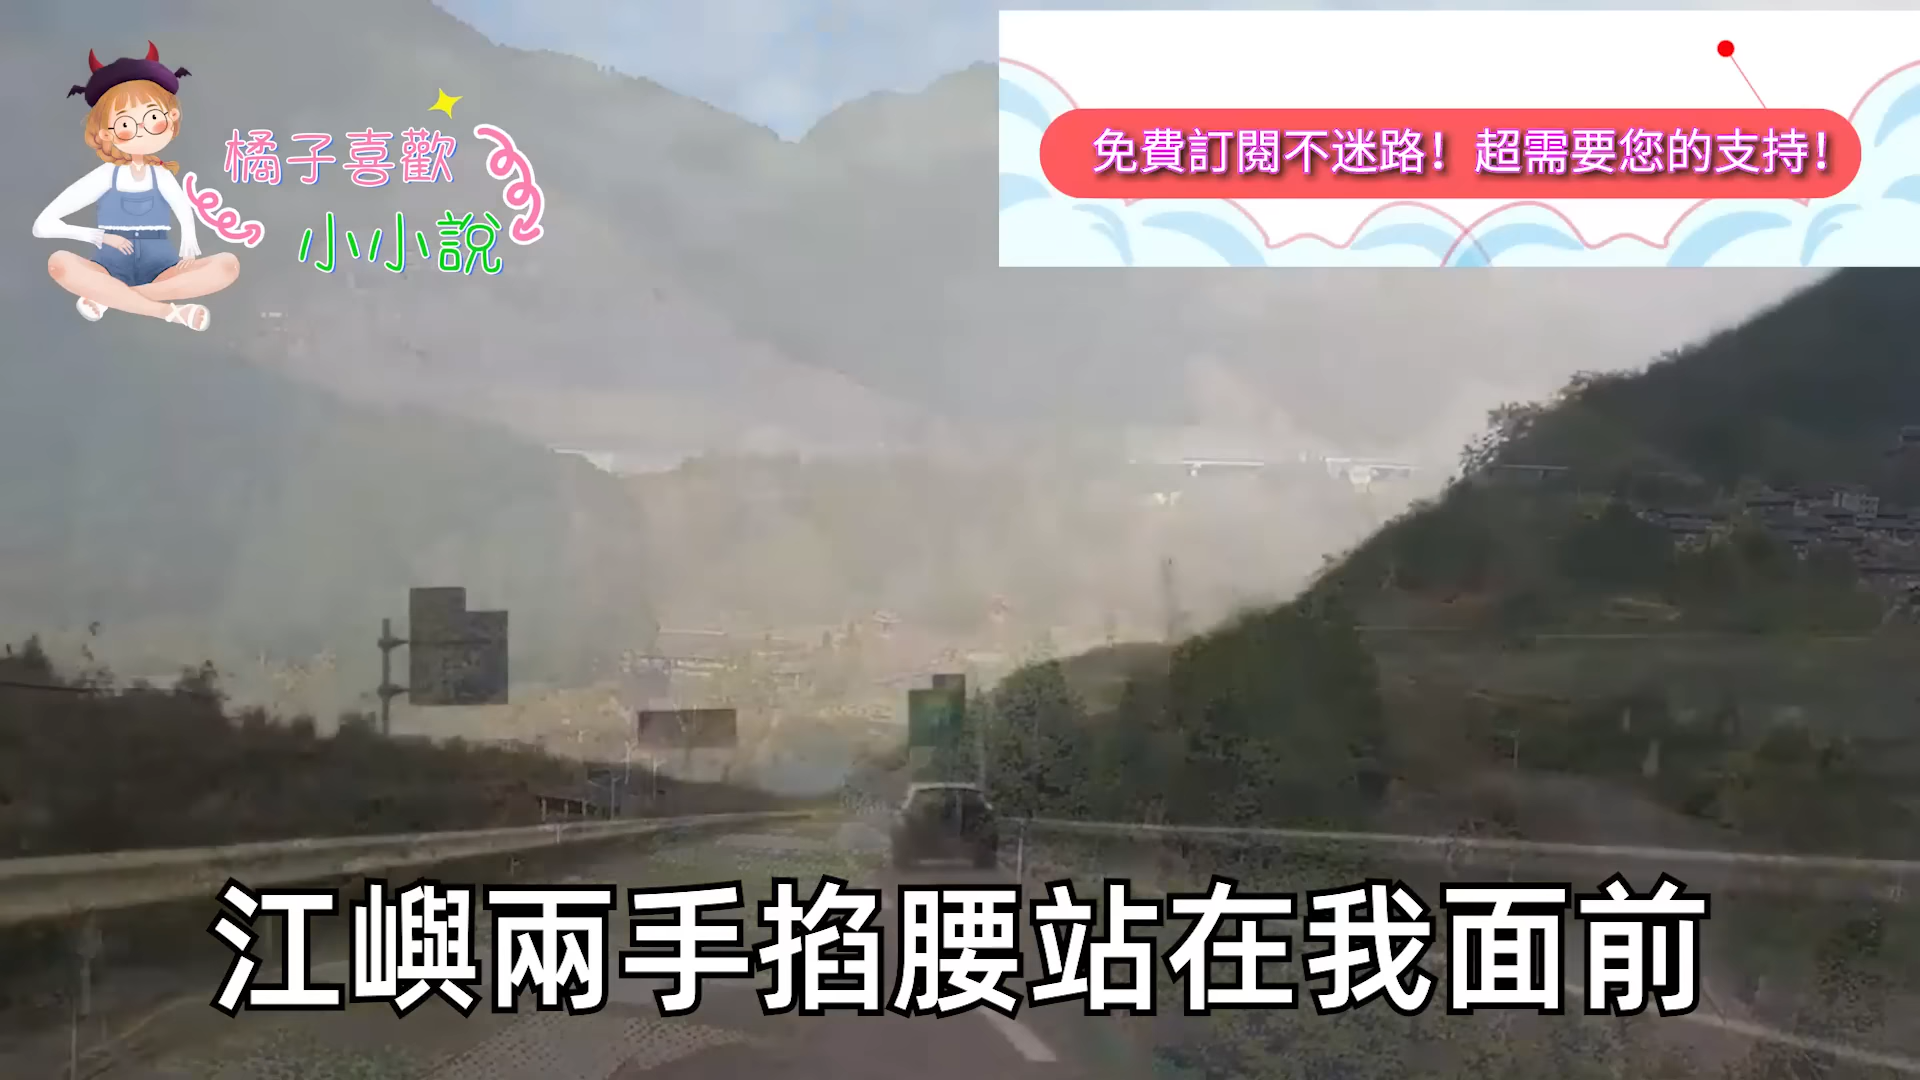 橘子喜歡
小小說
免費訂閱不迷路！超需要您的支持！
江嶼兩手掐腰站在我面前